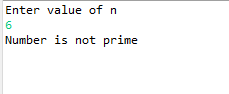 Enter value of n
6
Number is not prime